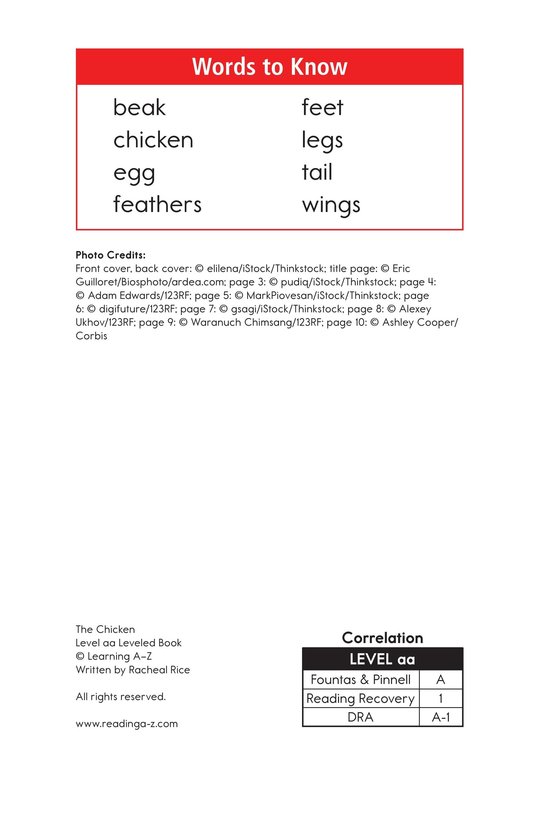 Words to Know
beak
chicken
egg
feathers
feet
legs
tail
wings
Photo Credits:
Front cover, back cover: © elilena/iStock/Thinkstock; title page: © Eric
Guilloret/Biosphoto/ardea.com; page 3: © pudiq/iStock/Thinkstock; page 4:
© Adam Edwards/123RF; page 5: © MarkPiovesan/iStock/Thinkstock; page
6: © digifuture/123RF; page 7: © gsagi/iStock/Thinkstock; page 8: © Alexey
Ukhov/123RF; page 9: © Waranuch Chimsang/123RF; page 10: © Ashley Cooper/
Corbis
The Chicken
Level aa Leveled Book
© Learning A–Z
Written by Racheal Rice
All rights reserved.
www.readinga-z.com
Correlation
LEVEL aa
Fountas & Pinnell A
Reading Recovery 1
DRA A-1